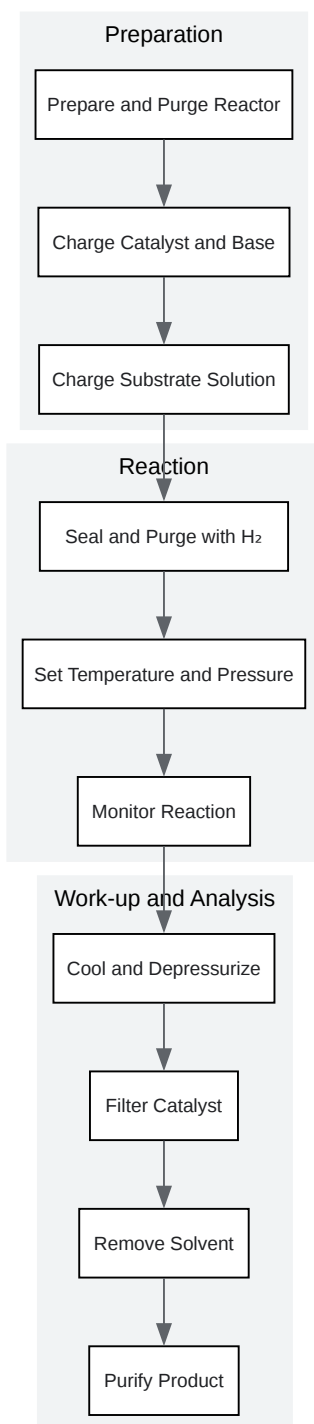 Preparation
Prepare and Purge Reactor
Charge Catalyst and Base
Charge Substrate Solution
Reaction
Seal and Purge with H₂
Set Temperature and Pressure
Monitor Reaction
Work-up and Analysis
Cool and Depressurize
Filter Catalyst
Remove Solvent
Purify Product